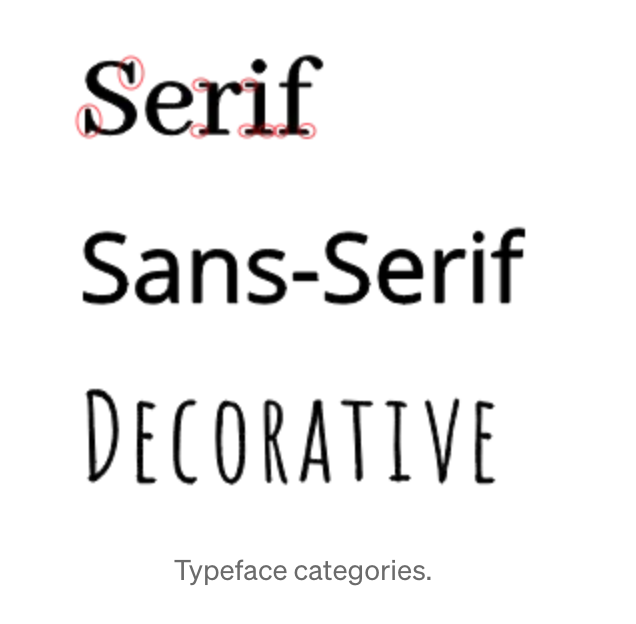 Serif
Sans-Serif
DECORATIVE
Typeface categories.